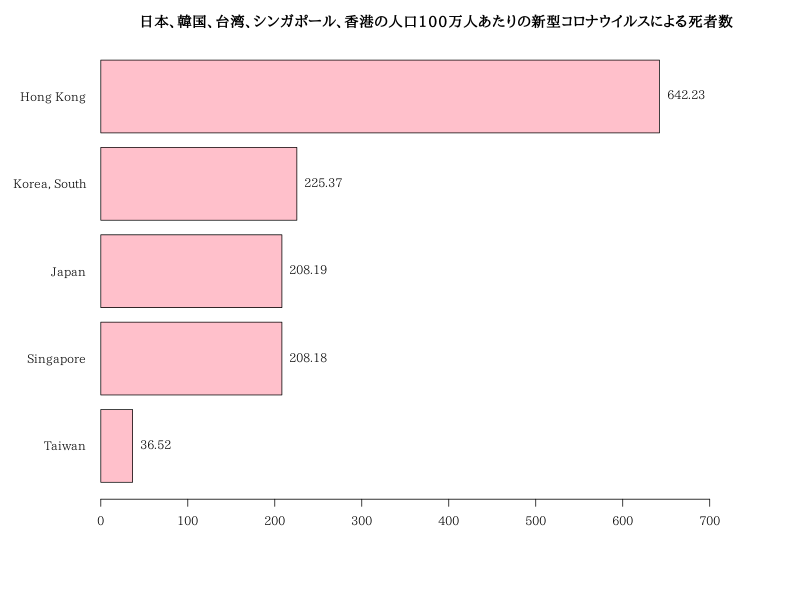 日本、韓国、台湾、シンガポール、香港の人口100万人あたりの新型コロナウイルスによる死者数
Hong Kong 642.23
Korea, South 225.37
Japan 208.19
Singapore 208.18
Taiwan 36.52
0 100 200 300 400 500 600 700